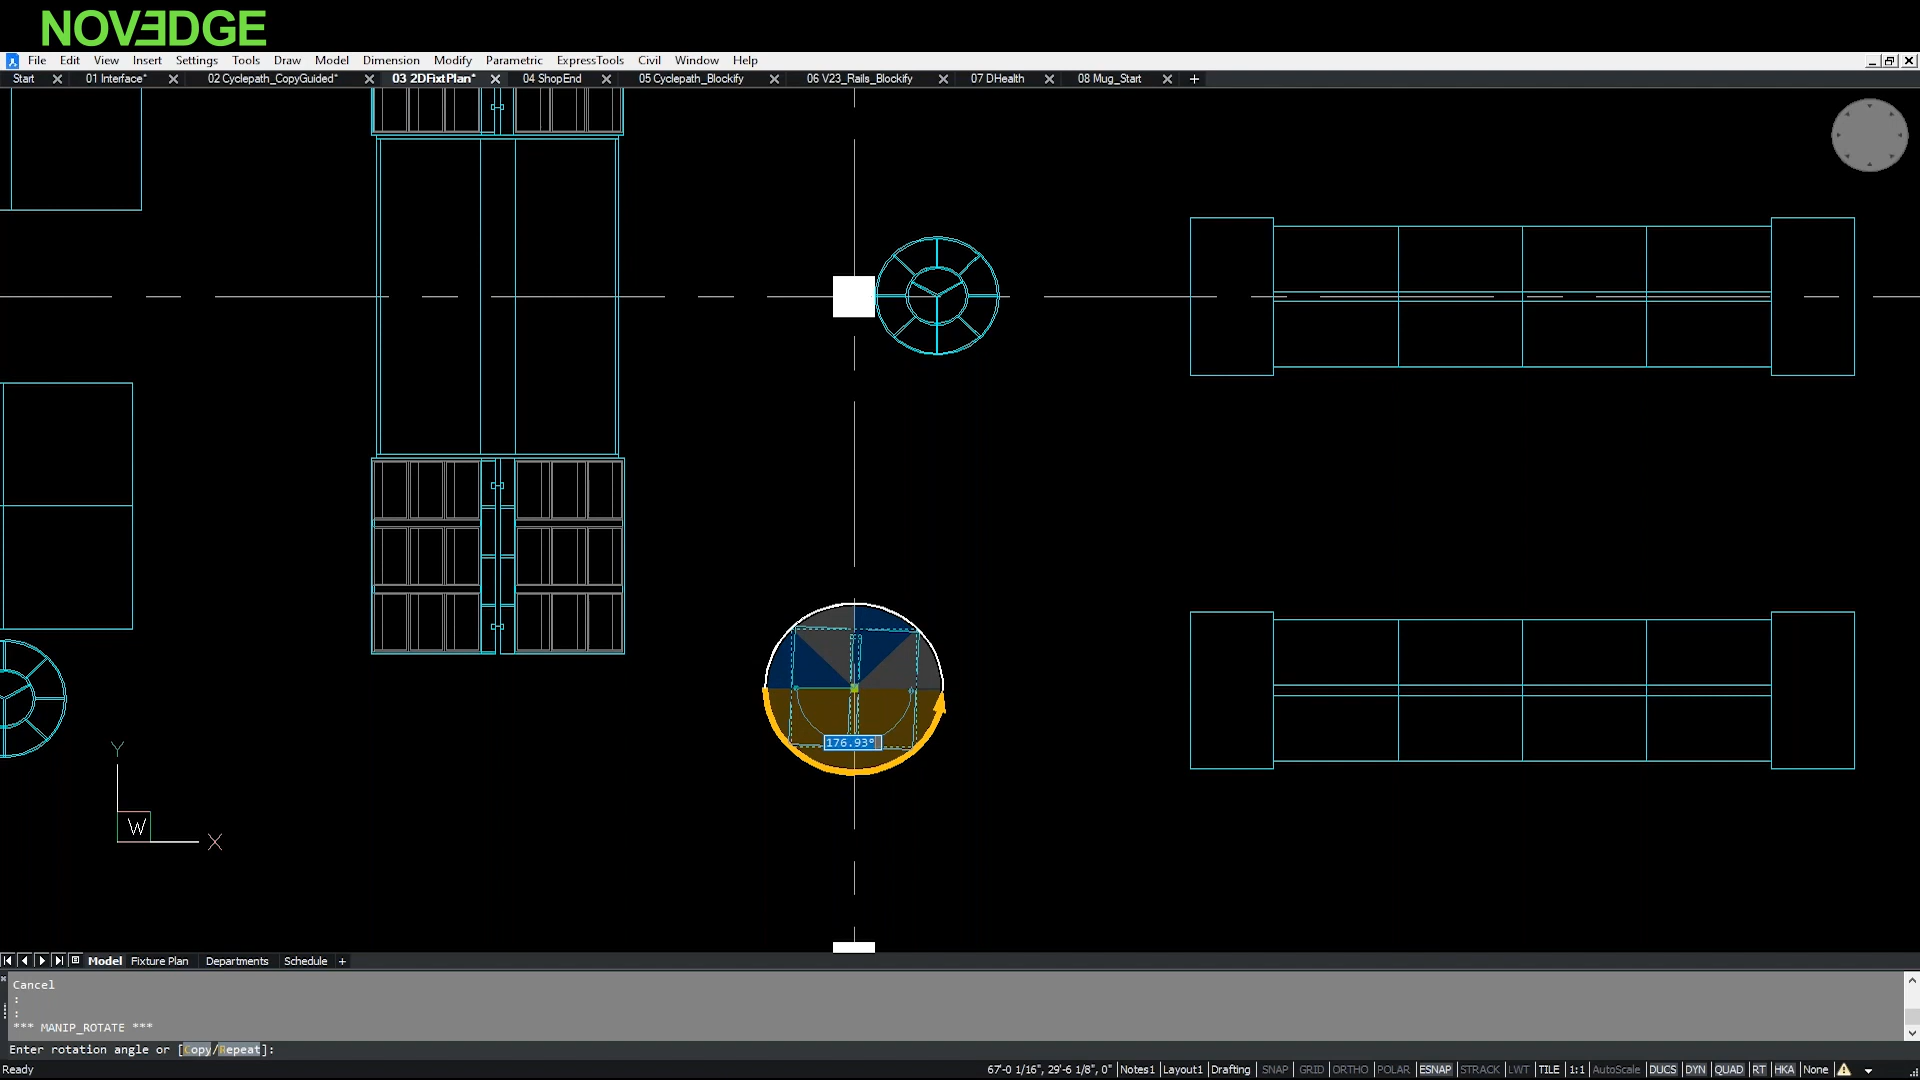 NOVEDGE
File Edit View Insert Settings Tools Draw Dimension Modify Parametric ExpressTools Civil Window Help
Start 01 Interface* 02 Cyclepath_CopyGuided* 03 2DFixtPlan* 04 ShopEnd 05 Cyclepath_Blockify 06 V23_Rails_Blockify 07 DHealth 08 Mug_Start +
176.93°
Y
W
X
Model Fixture Plan Departments Schedule +
Cancel
:
:
*** MANIP_ROTATE ***
Enter rotation angle or [Copy/Repeat]:
Ready 67'-0 1/16", 29'-6 1/8", 0" Notes1 Layout1 Drafting SNAP GRID ORTHO POLAR ESNAP STRACK LWT TILE 1:1 AutoScale DUCS DYN QUAD RT HKA None